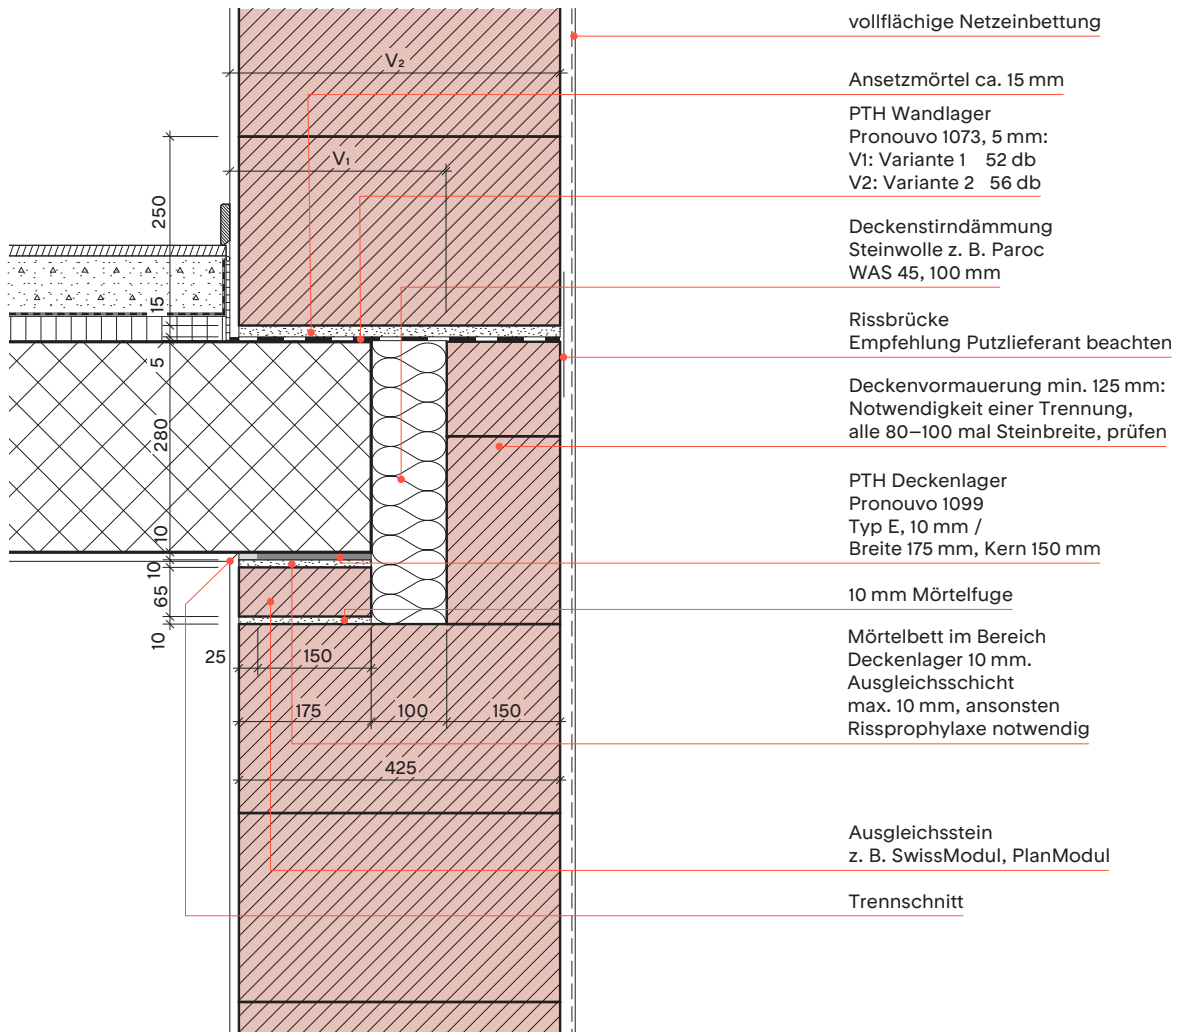 vollflächige Netzeinbettung
Ansetzmörtel ca. 15 mm
PTH Wandlager
Pronouvo 1073, 5 mm:
V1: Variante 1 52 db
V2: Variante 2 56 db
Deckenstirndämmung
Steinwolle z. B. Paroc
WAS 45, 100 mm
Rissbrücke
Empfehlung Putzlieferant beachten
Deckenvormauerung min. 125 mm:
Notwendigkeit einer Trennung,
alle 80–100 mal Steinbreite, prüfen
PTH Deckenlager
Pronouvo 1099
Typ E, 10 mm /
Breite 175 mm, Kern 150 mm
10 mm Mörtelfuge
Mörtelbett im Bereich
Deckenlager 10 mm.
Ausgleichsschicht
max. 10 mm, ansonsten
Rissprophylaxe notwendig
Ausgleichsstein
z. B. SwissModul, PlanModul
Trennschnitt
V2
V1
250
15
5
280
10
10
65
10
25
150
175
100
150
425